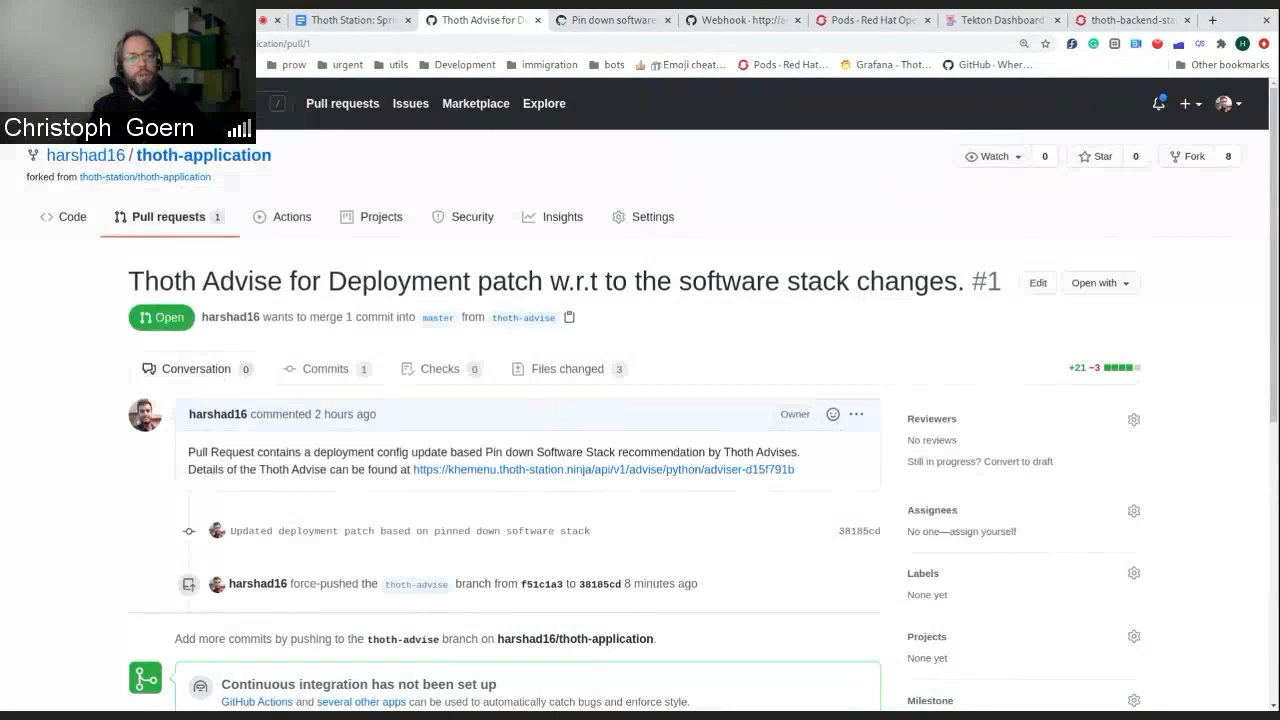 Thoth Station: Spri
Thoth Advise for De
Pin down software
Webhook · http://a
Pods · Red Hat Ope
Tekton Dashboard
thoth-backend-sta
ication/pull/1
prow
urgent
utils
Development
immigration
bots
Emoji cheat...
Pods · Red Hat...
Grafana - Thot...
GitHub · Wher...
Other bookmarks
Christoph Goern
/
Pull requests
Issues
Marketplace
Explore
harshad16 / thoth-application
Watch 0
Star 0
Fork 8
forked from thoth-station/thoth-application
Code
Pull requests 1
Actions
Projects
Security
Insights
Settings
Thoth Advise for Deployment patch w.r.t to the software stack changes. #1
Edit
Open with
Open
harshad16 wants to merge 1 commit into master from thoth-advise
Conversation 0
Commits 1
Checks 0
Files changed 3
+21 −3
harshad16 commented 2 hours ago
Owner
Pull Request contains a deployment config update based Pin down Software Stack recommendation by Thoth Advises.
Details of the Thoth Advise can be found at https://khemenu.thoth-station.ninja/api/v1/advise/python/adviser-d15f791b
Updated deployment patch based on pinned down software stack
38185cd
harshad16 force-pushed the thoth-advise branch from f51c1a3 to 38185cd 8 minutes ago
Add more commits by pushing to the thoth-advise branch on harshad16/thoth-application.
Continuous integration has not been set up
GitHub Actions and several other apps can be used to automatically catch bugs and enforce style.
Reviewers
No reviews
Still in progress? Convert to draft
Assignees
No one—assign yourself
Labels
None yet
Projects
None yet
Milestone